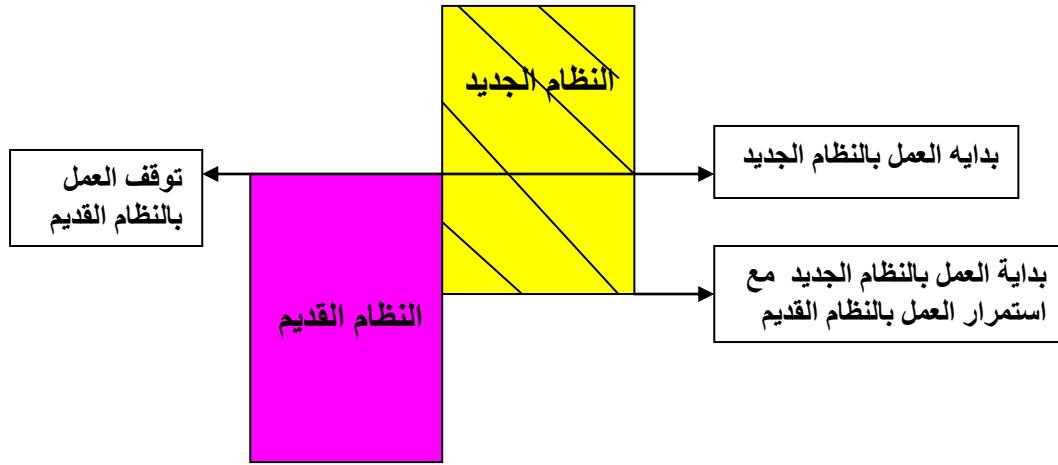 النظام الجديد
بدايه العمل بالنظام الجديد
توقف العمل
بالنظام القديم
بداية العمل بالنظام الجديد مع
استمرار العمل بالنظام القديم
النظام القديم